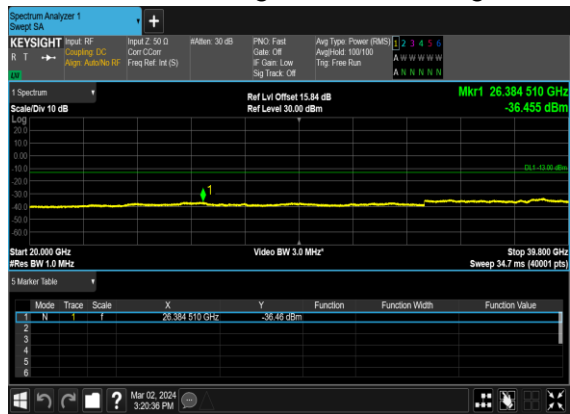 Spectrum Analyzer 1
Swept SA
+
KEYSIGHT Input: RF Input Z: 50 Ω #Atten: 30 dB PNO: Fast Avg Type: Power (RMS) 1 2 3 4 5 6
R T Coupling: DC Corr CCorr Gate: Off Avg|Hold: 100/100 A W W W W W
Align: Auto/No RF Freq Ref: Int (S) IF Gain: Low Trig: Free Run
LW Sig Track: Off A N N N N N
1 Spectrum Ref Lvl Offset 15.84 dB Mkr1 26.384 510 GHz
Scale/Div 10 dB Ref Level 30.00 dBm -36.455 dBm
Log
20.0
10.0
0.00
-10.0 DL1 -13.00 dBm
-20.0
-30.0 1
-40.0
-50.0
-60.0
Start 20.000 GHz Video BW 3.0 MHz* Stop 39.800 GHz
#Res BW 1.0 MHz Sweep 34.7 ms (40001 pts)
5 Marker Table
Mode Trace Scale X Y Function Function Width Function Value
1 N 1 f 26.384 510 GHz -36.46 dBm
2
3
4
5
6
? Mar 02, 2024
3:20:36 PM